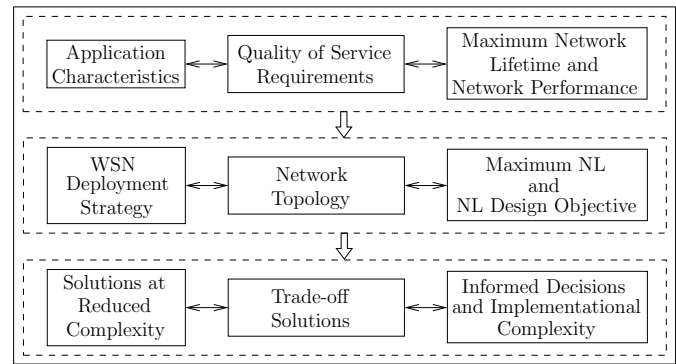 Application
Characteristics
Quality of Service
Requirements
Maximum Network
Lifetime and
Network Performance
WSN
Deployment
Strategy
Network
Topology
Maximum NL
and
NL Design Objective
Solutions at
Reduced
Complexity
Trade-off
Solutions
Informed Decisions
and Implementational
Complexity